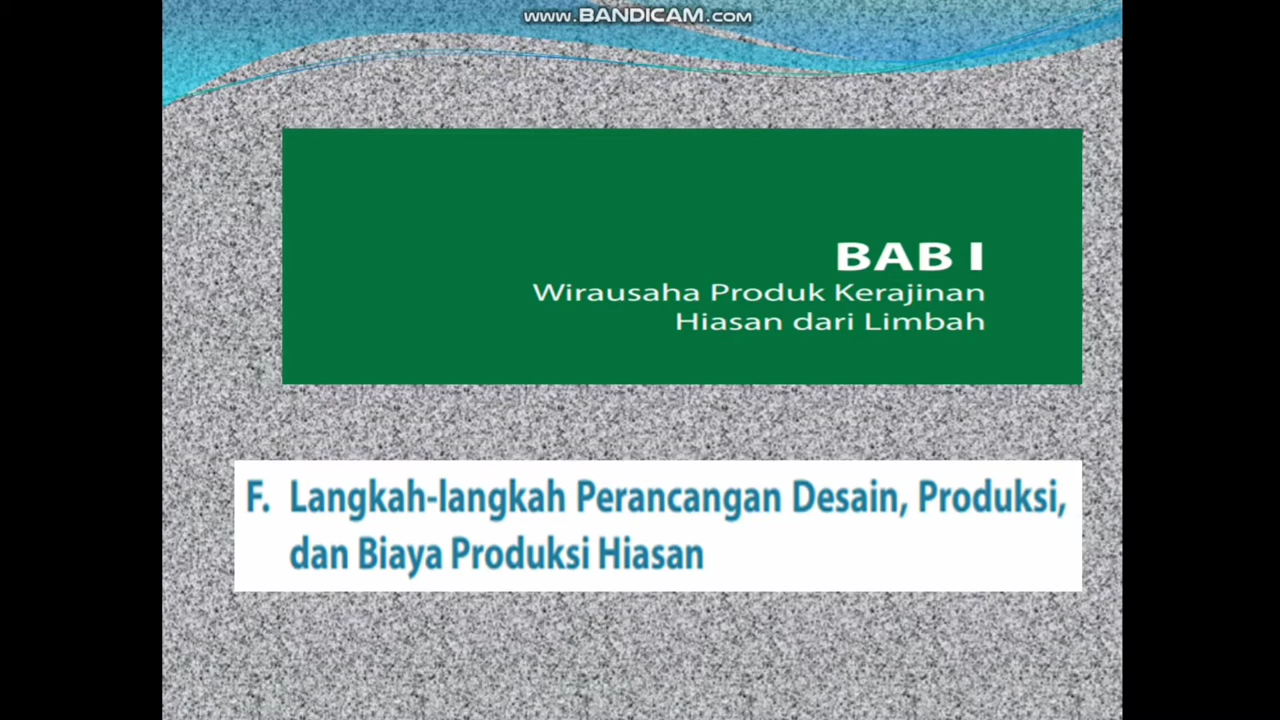 www.BANDICAM.com
BAB I
Wirausaha Produk Kerajinan
Hiasan dari Limbah
F. Langkah-langkah Perancangan Desain, Produksi,
dan Biaya Produksi Hiasan